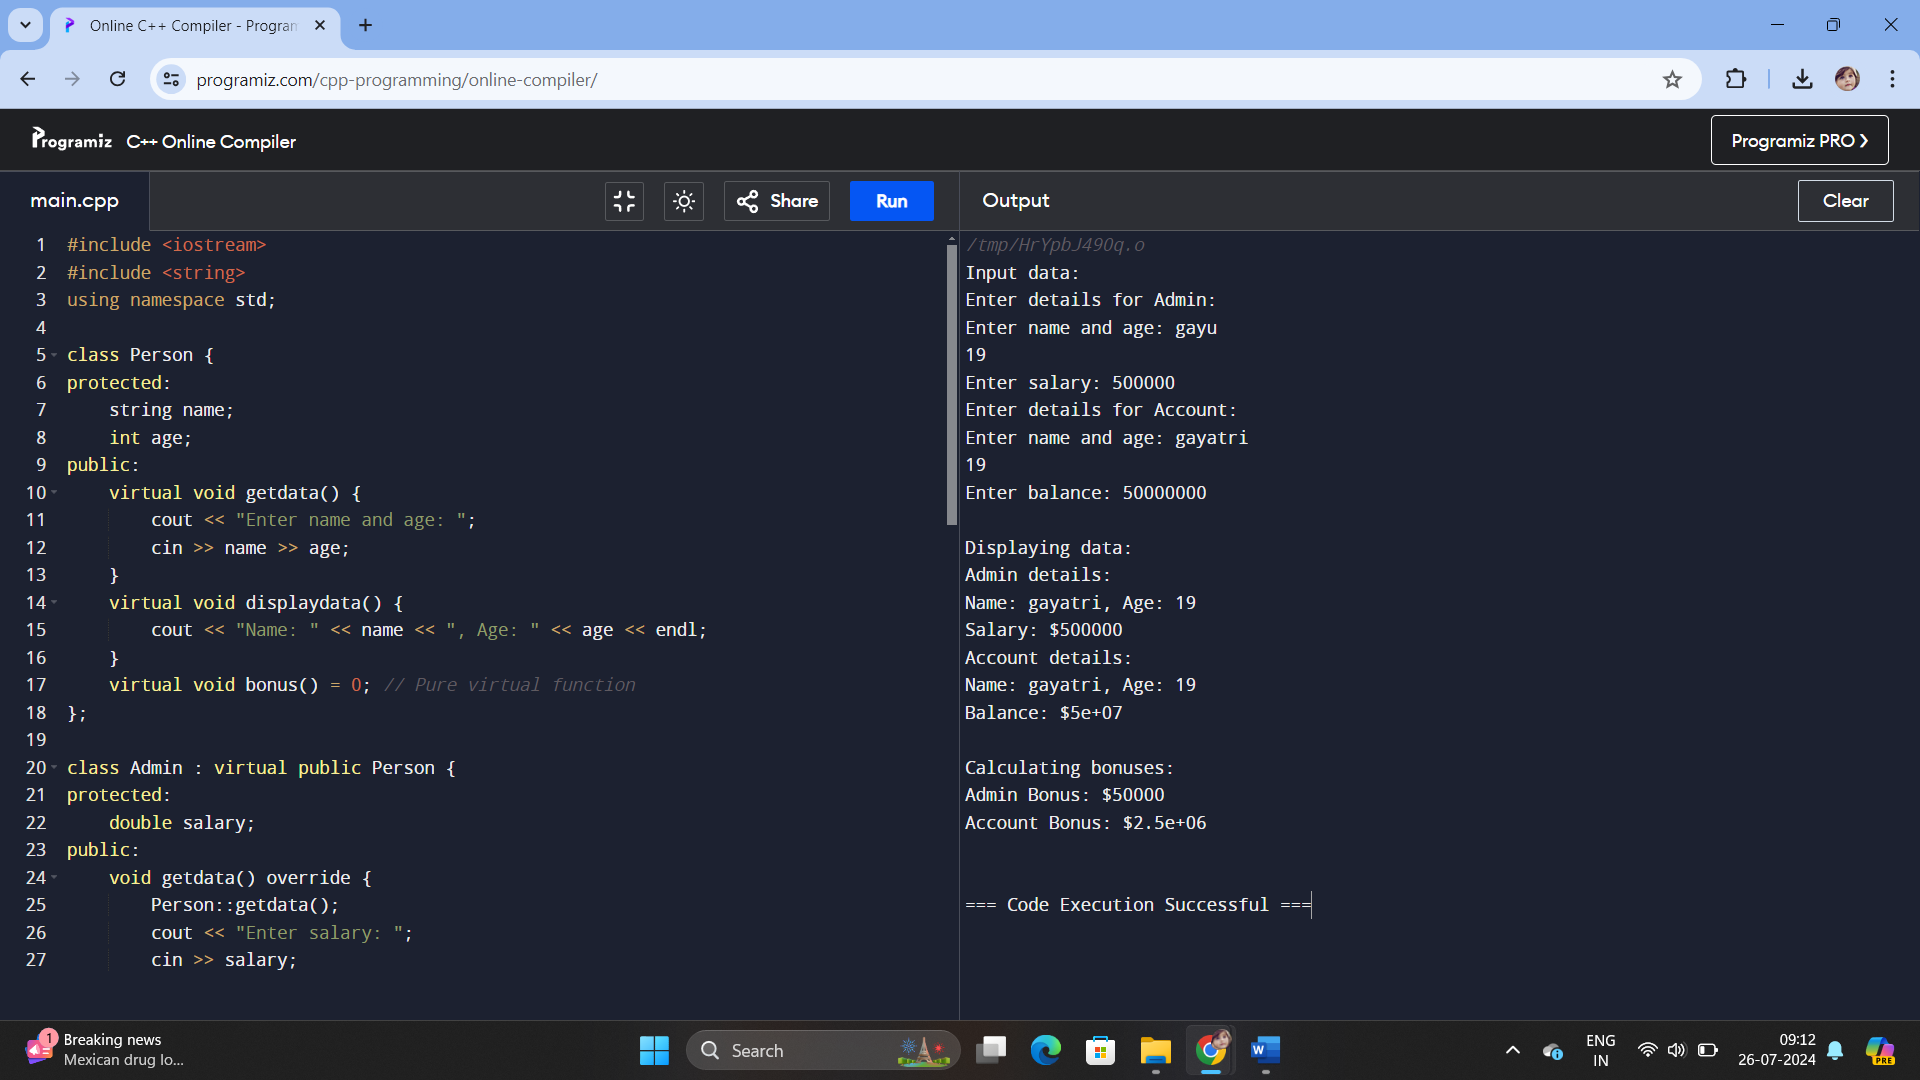 Online C++ Compiler - Program
programiz.com/cpp-programming/online-compiler/
Programiz C++ Online Compiler
Programiz PRO
main.cpp
Share
Run
Output
Clear
1 #include <iostream>
2 #include <string>
3 using namespace std;
4
5 class Person {
6 protected:
7 string name;
8 int age;
9 public:
10 virtual void getdata() {
11 cout << "Enter name and age: ";
12 cin >> name >> age;
13 }
14 virtual void displaydata() {
15 cout << "Name: " << name << ", Age: " << age << endl;
16 }
17 virtual void bonus() = 0; // Pure virtual function
18 };
19
20 class Admin : virtual public Person {
21 protected:
22 double salary;
23 public:
24 void getdata() override {
25 Person::getdata();
26 cout << "Enter salary: ";
27 cin >> salary;
/tmp/HrYpbJ490q.o
Input data:
Enter details for Admin:
Enter name and age: gayu
19
Enter salary: 500000
Enter details for Account:
Enter name and age: gayatri
19
Enter balance: 50000000
Displaying data:
Admin details:
Name: gayatri, Age: 19
Salary: $500000
Account details:
Name: gayatri, Age: 19
Balance: $5e+07
Calculating bonuses:
Admin Bonus: $50000
Account Bonus: $2.5e+06
=== Code Execution Successful ===
1
Breaking news
Mexican drug lo...
Search
W
ENG
IN
09:12
26-07-2024
PRE